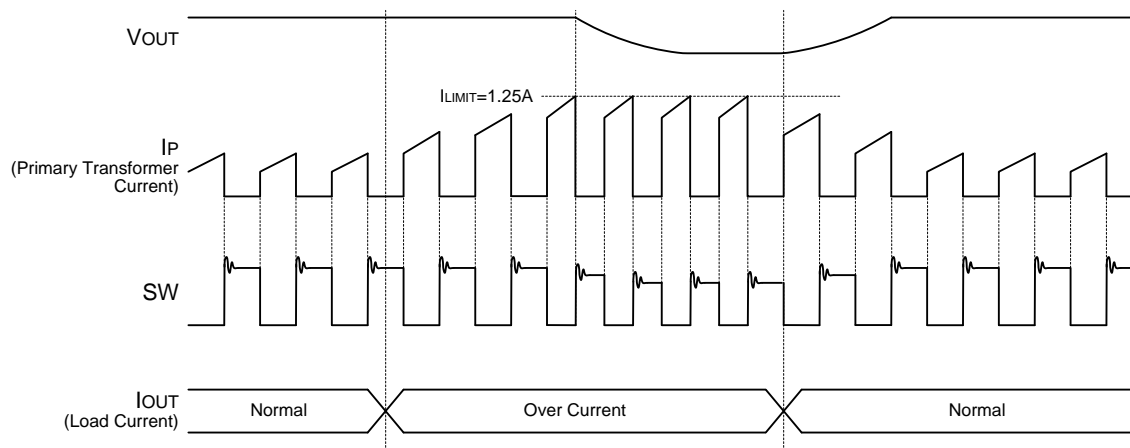 VOUT
ILIMIT=1.25A
IP
(Primary Transformer
Current)
SW
IOUT
(Load Current)
Normal
Over Current
Normal